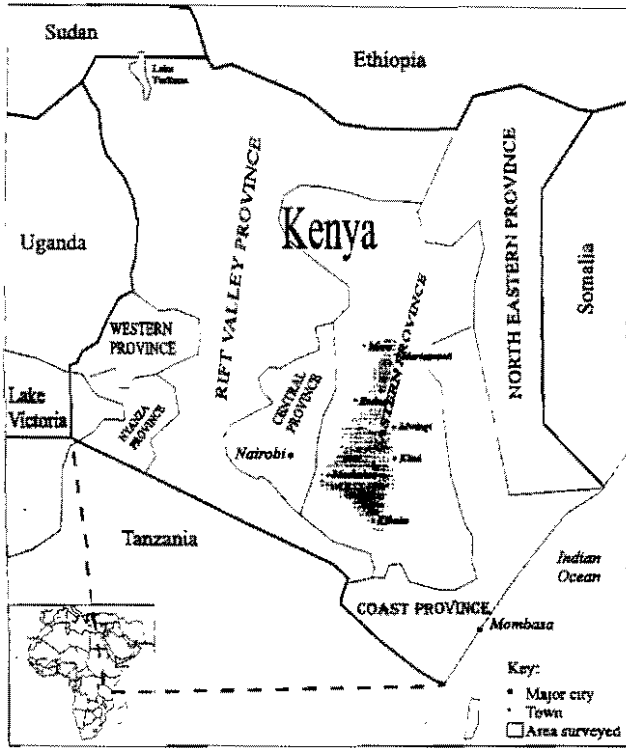 Sudan
Ethiopia
Lake
Turkana
Kenya
Uganda
RIFT VALLEY PROVINCE
NORTH EASTERN PROVINCE
Somalia
EASTERN PROVINCE
WESTERN
PROVINCE
Meru
Lake
Victoria
NYANZA
PROVINCE
CENTRAL
PROVINCE
Embu
Mwingi
Nairobi
Kitui
Machakos
Kibwezi
Tanzania
Indian
Ocean
COAST PROVINCE
Mombasa
Key:
Major city
Town
Area surveyed